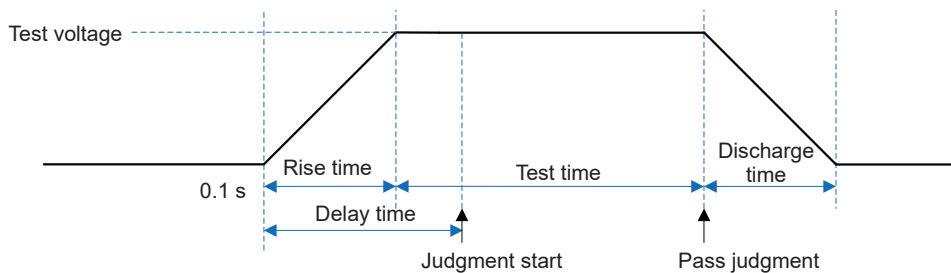 Test voltage
Rise time
Test time
Discharge
time
0.1 s
Delay time
Judgment start
Pass judgment